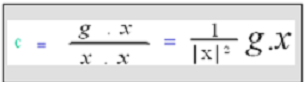 c = g . x / x . x = 1 / |x|² g.x